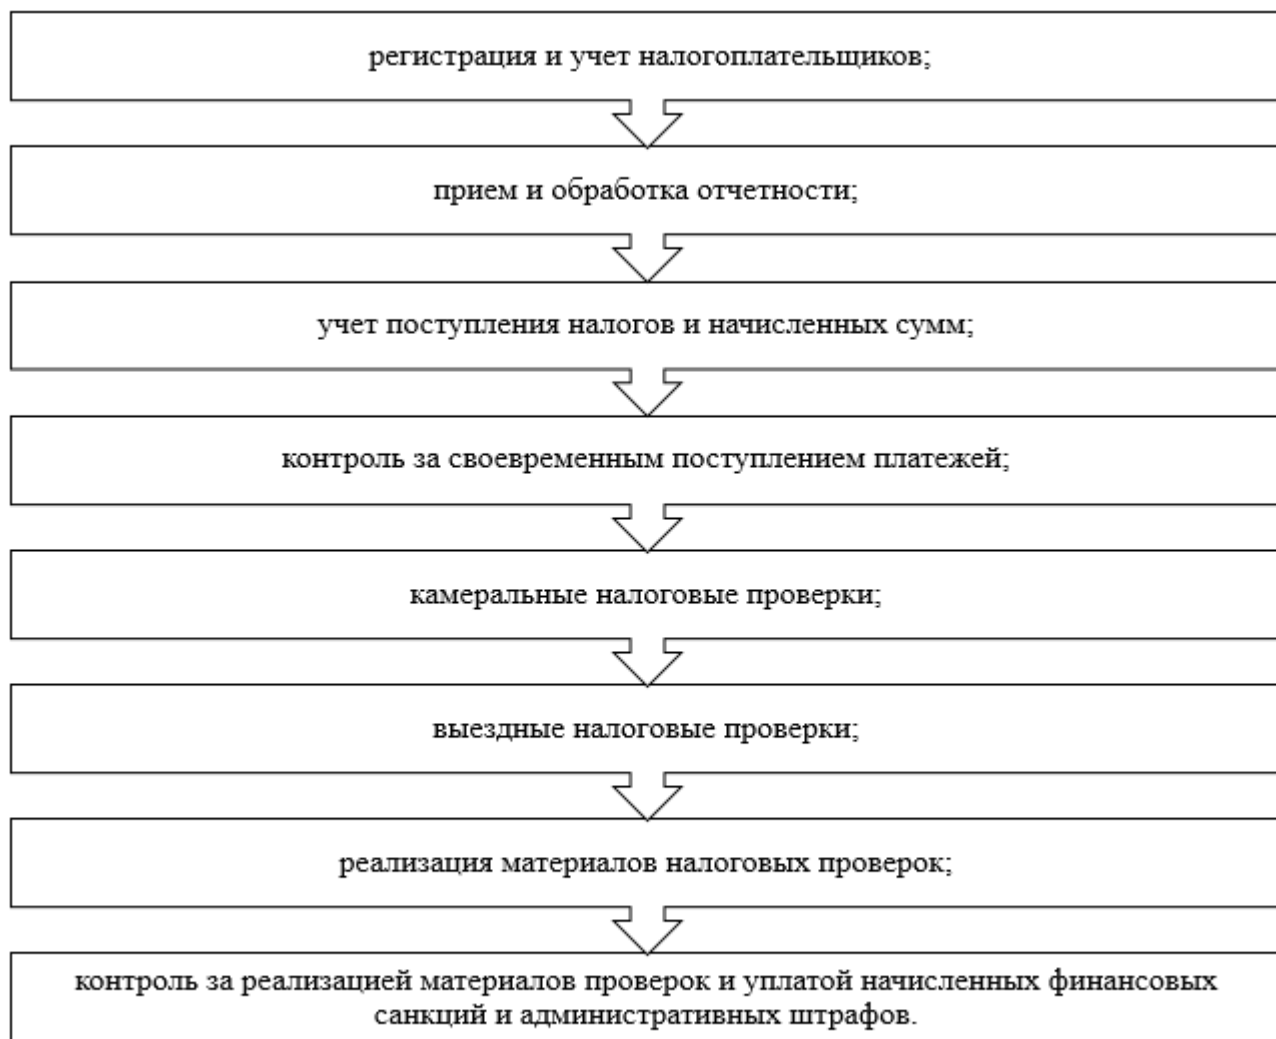 регистрация и учет налогоплательщиков;
прием и обработка отчетности;
учет поступления налогов и начисленных сумм;
контроль за своевременным поступлением платежей;
камеральные налоговые проверки;
выездные налоговые проверки;
реализация материалов налоговых проверок;
контроль за реализацией материалов проверок и уплатой начисленных финансовых
санкций и административных штрафов.